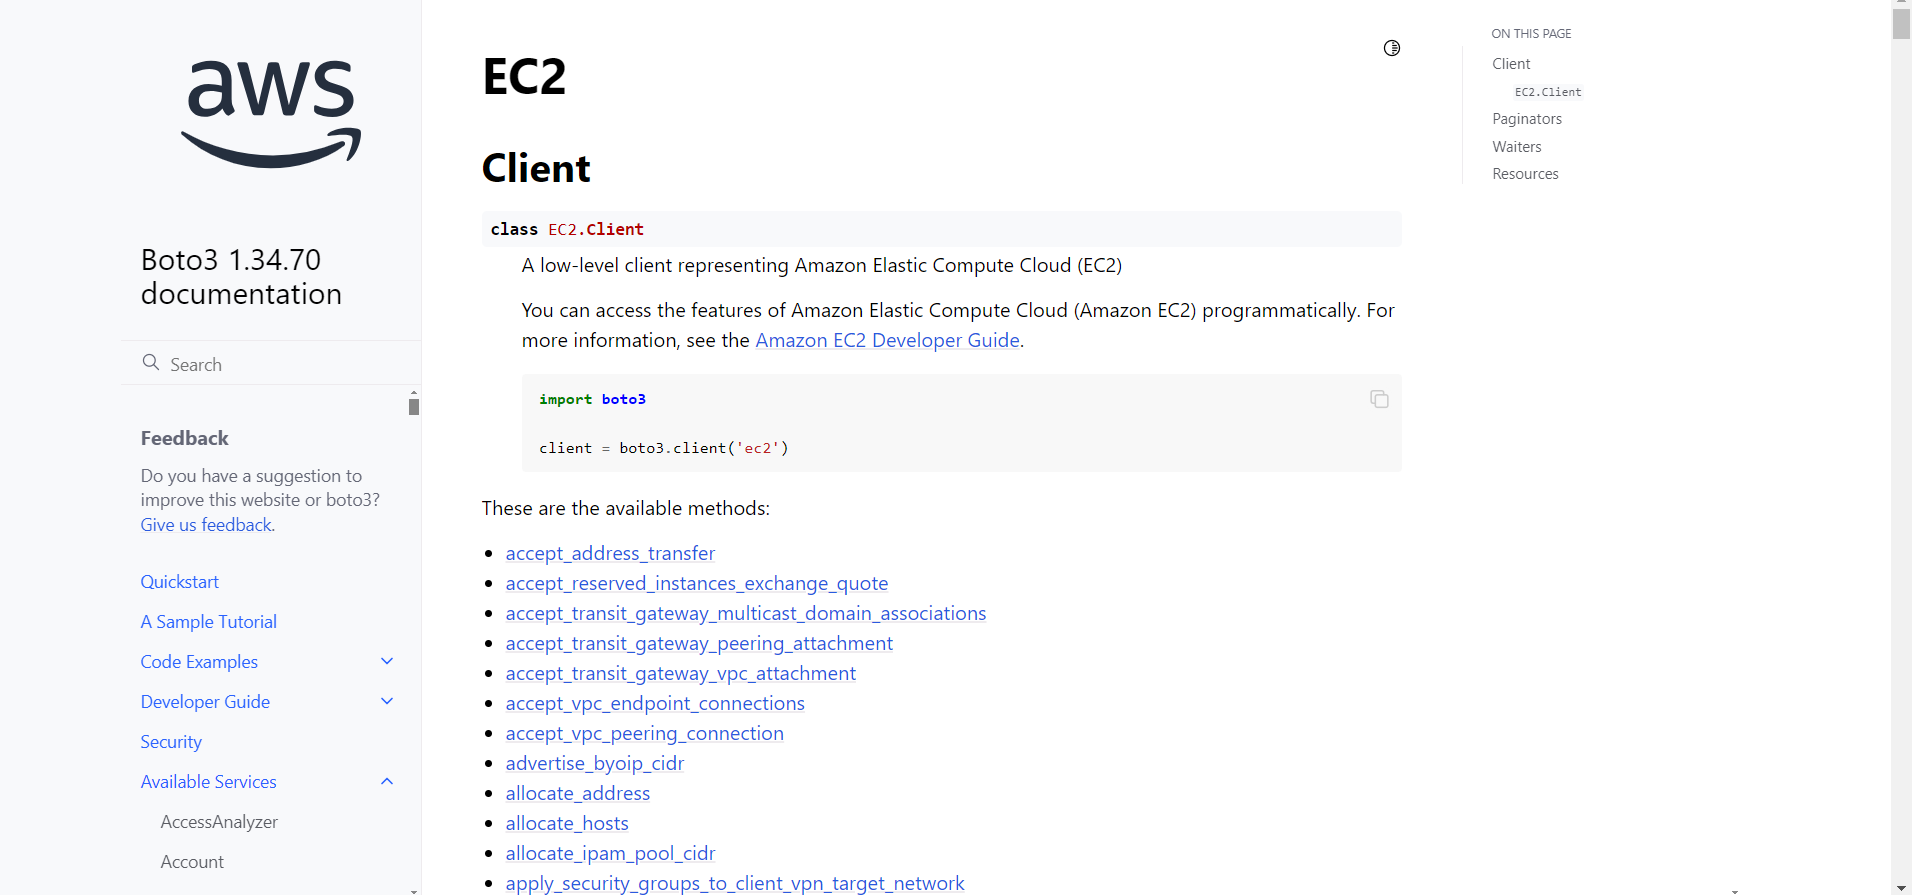 aws
Boto3 1.34.70
documentation
Search
Feedback
Do you have a suggestion to
improve this website or boto3?
Give us feedback.
Quickstart
A Sample Tutorial
Code Examples
Developer Guide
Security
Available Services
AccessAnalyzer
Account
EC2
Client
class EC2.Client
A low-level client representing Amazon Elastic Compute Cloud (EC2)
You can access the features of Amazon Elastic Compute Cloud (Amazon EC2) programmatically. For
more information, see the Amazon EC2 Developer Guide.
import boto3
client = boto3.client('ec2')
These are the available methods:
accept_address_transfer
accept_reserved_instances_exchange_quote
accept_transit_gateway_multicast_domain_associations
accept_transit_gateway_peering_attachment
accept_transit_gateway_vpc_attachment
accept_vpc_endpoint_connections
accept_vpc_peering_connection
advertise_byoip_cidr
allocate_address
allocate_hosts
allocate_ipam_pool_cidr
apply_security_groups_to_client_vpn_target_network
ON THIS PAGE
Client
EC2.Client
Paginators
Waiters
Resources